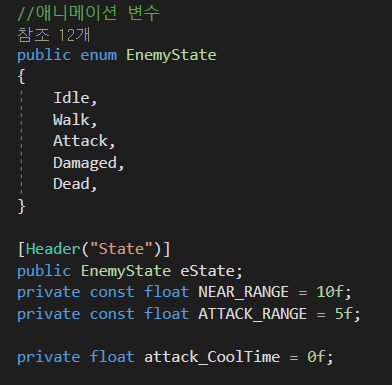 //애니메이션 변수
참조 12개
public enum EnemyState
{
Idle,
Walk,
Attack,
Damaged,
Dead,
}
[Header("State")]
public EnemyState eState;
private const float NEAR_RANGE = 10f;
private const float ATTACK_RANGE = 5f;
private float attack_CoolTime = 0f;